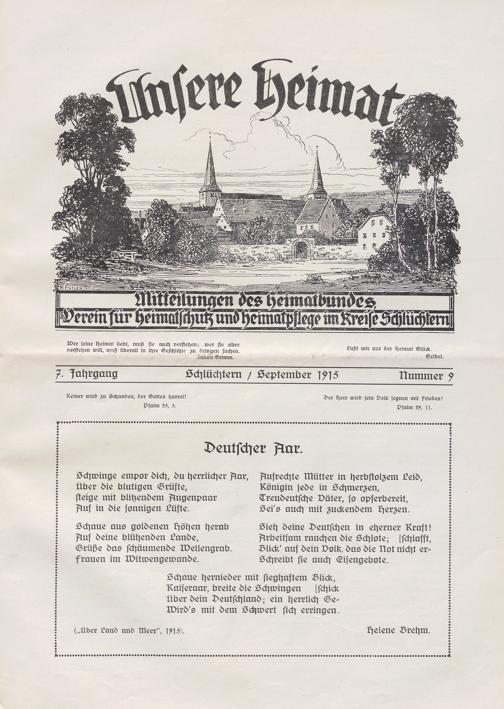 Unsere Heimat
Mitteilungen des Heimatbundes
Verein für Heimatschutz und Heimatpflege im Kreise Schlüchtern
Wer seine Heimat liebt, muß sie auch verstehen; wer sie aber
verstehen will, muß überall in ihre Geschichte zu dringen suchen.
Jakob Grimm.
Laßt uns nur der Heimat Glück.
Geibel.
7. Jahrgang Schlüchtern / September 1915 Nummer 9
Keiner wird zu Schanden, der Gottes harret!
Psalm 25, 3.
Der Herr wird sein Volk segnen mit Frieden!
Psalm 29, 11.
Deutscher Aar.
Schwinge empor dich, du herrlicher Aar,
über die blutigen Grüfte,
steige mit blitzendem Augenpaar
Auf in die sonnigen Lüfte.
Schaue aus goldenen Höhen herab
Auf deine blühenden Lande,
Grüße das schäumende Wellengrab.
Frauen im Witwengewande.
Aufrechte Mütter in herbstolzem Leid,
Königin jede in Schmerzen,
Treudeutsche Väter, so opferbereit,
Sei's auch mit zuckendem Herzen.
Sieh deine Deutschen in eherner Kraft!
Arbeitsam rauchen die Schlote; [schlafft,
Blick' auf dein Volk, das die Not nicht er-
Schreibt sie auch Eisengebote.
Schaue hernieder mit sieghaftem Blick,
Kaiseraar, breite die Schwingen [schick
über dein Deutschland; ein herrlich Ge-
Wird's mit dem Schwert sich erringen.
(„Über Land und Meer", 1915). Helene Brehm.